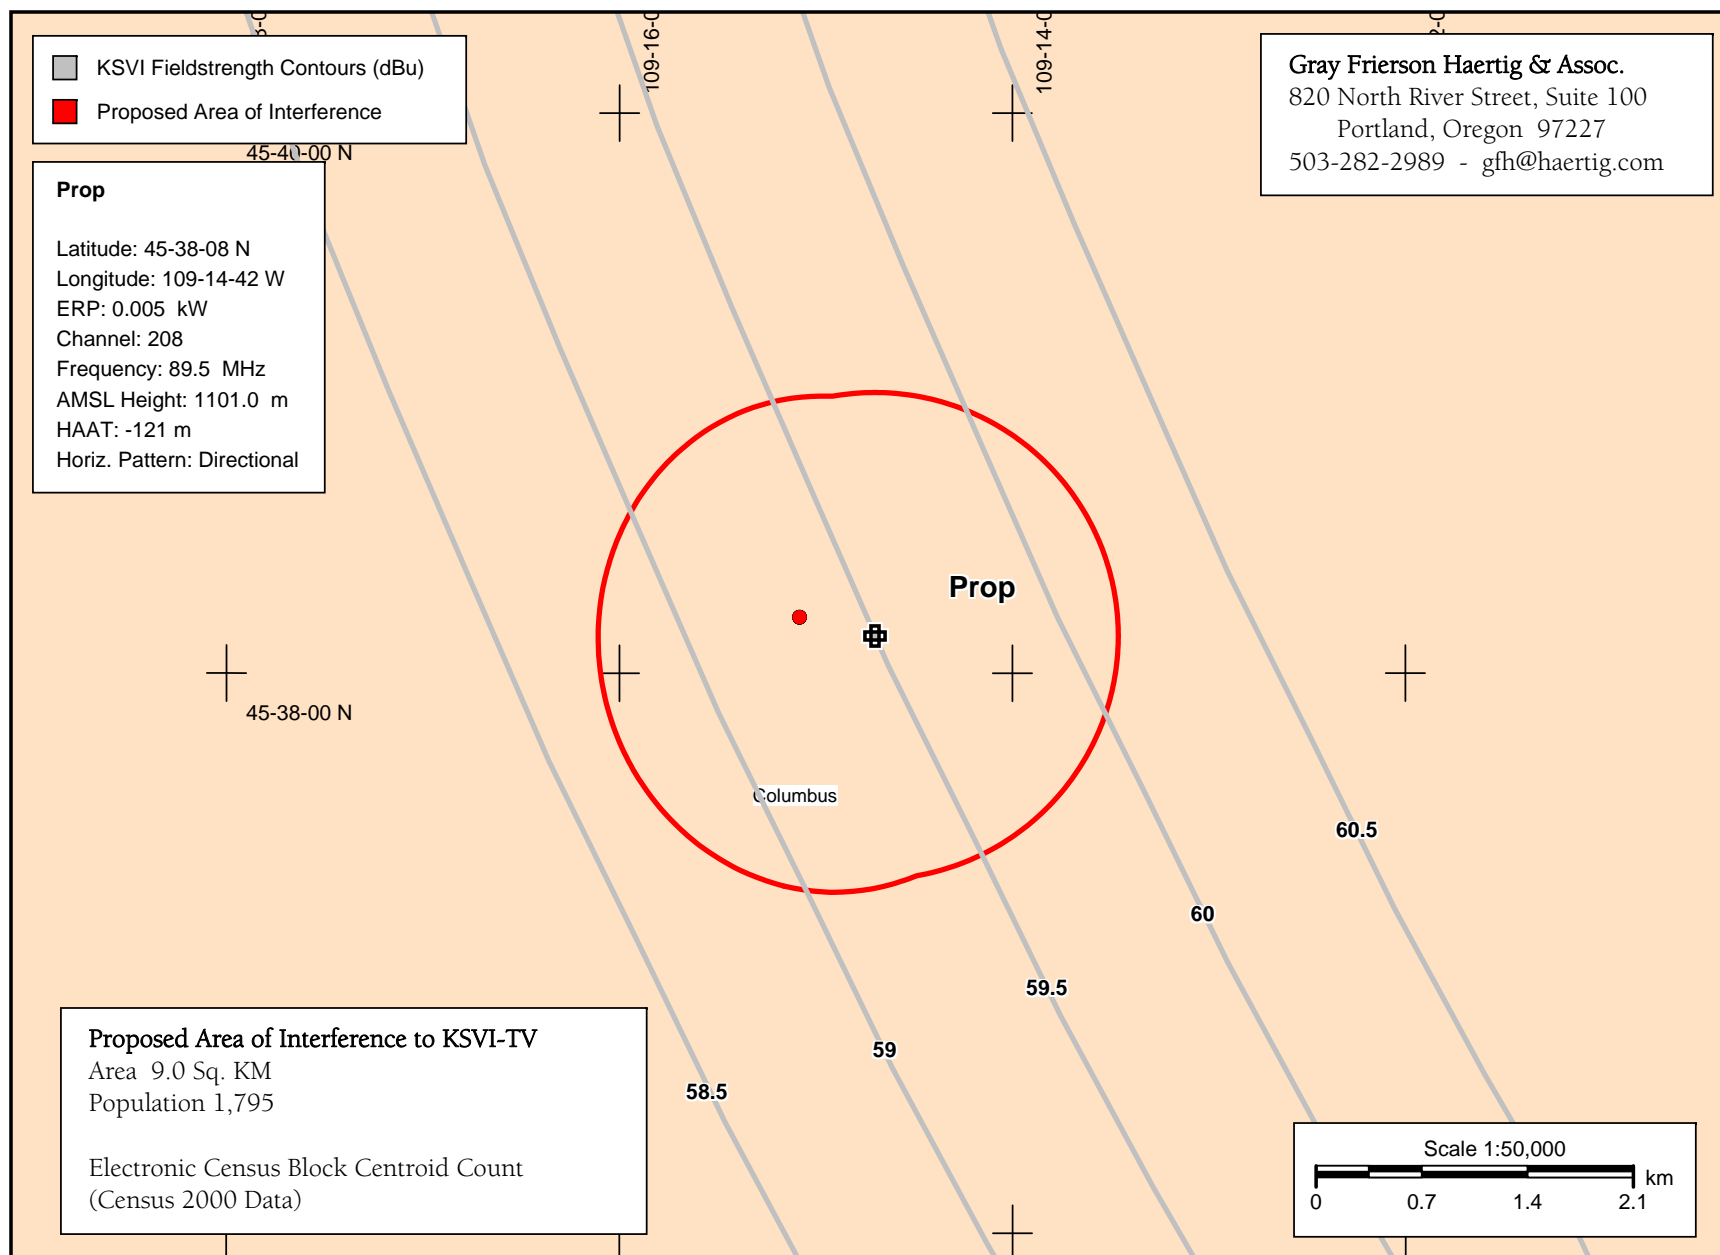 KSVI Fieldstrength Contours (dBu)
Proposed Area of Interference
109-16-0
109-14-0
Gray Frierson Haertig & Assoc.
820 North River Street, Suite 100
Portland, Oregon 97227
503-282-2989 - gfh@haertig.com
45-40-00 N
Prop
Latitude: 45-38-08 N
Longitude: 109-14-42 W
ERP: 0.005 kW
Channel: 208
Frequency: 89.5 MHz
AMSL Height: 1101.0 m
HAAT: -121 m
Horiz. Pattern: Directional
Prop
45-38-00 N
Columbus
60.5
60
59.5
59
58.5
Proposed Area of Interference to KSVI-TV
Area 9.0 Sq. KM
Population 1,795
Electronic Census Block Centroid Count
(Census 2000 Data)
Scale 1:50,000
km
0 0.7 1.4 2.1